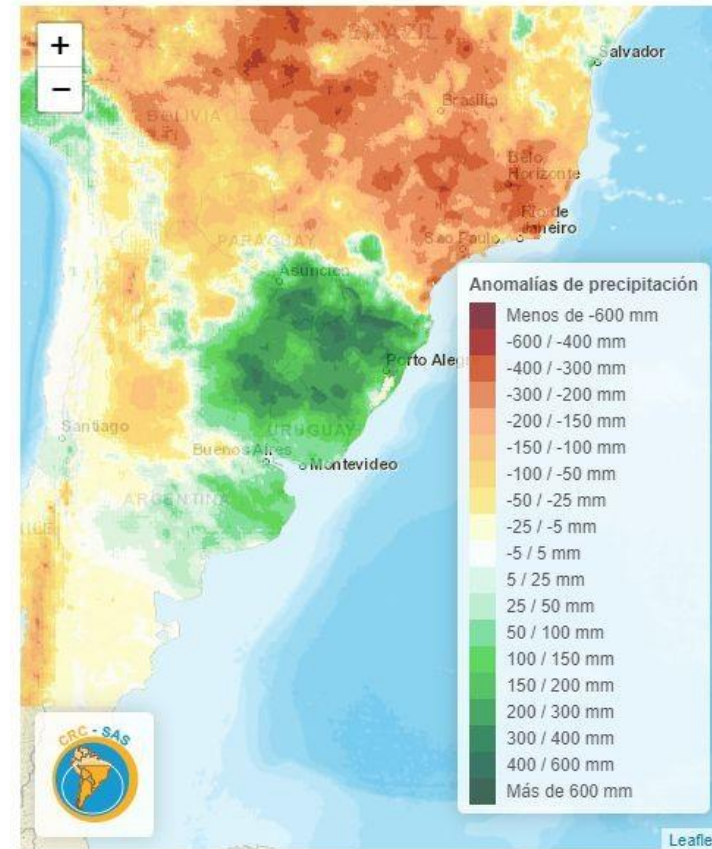 +
−
BRAZIL
Salvador
Brasilia
BOLIVIA
Belo
Horizonte
Rio de
Janeiro
Sao Paulo
PARAGUAY
Asuncion
Anomalías de precipitación
Menos de -600 mm
-600 / -400 mm
-400 / -300 mm
-300 / -200 mm
-200 / -150 mm
-150 / -100 mm
-100 / -50 mm
-50 / -25 mm
-25 / -5 mm
-5 / 5 mm
5 / 25 mm
25 / 50 mm
50 / 100 mm
100 / 150 mm
150 / 200 mm
200 / 300 mm
300 / 400 mm
400 / 600 mm
Más de 600 mm
Porto Aleg
Santiago
URUGUAY
Buenos Aires
Montevideo
ARGENTINA
CRC - SAS
Leafle